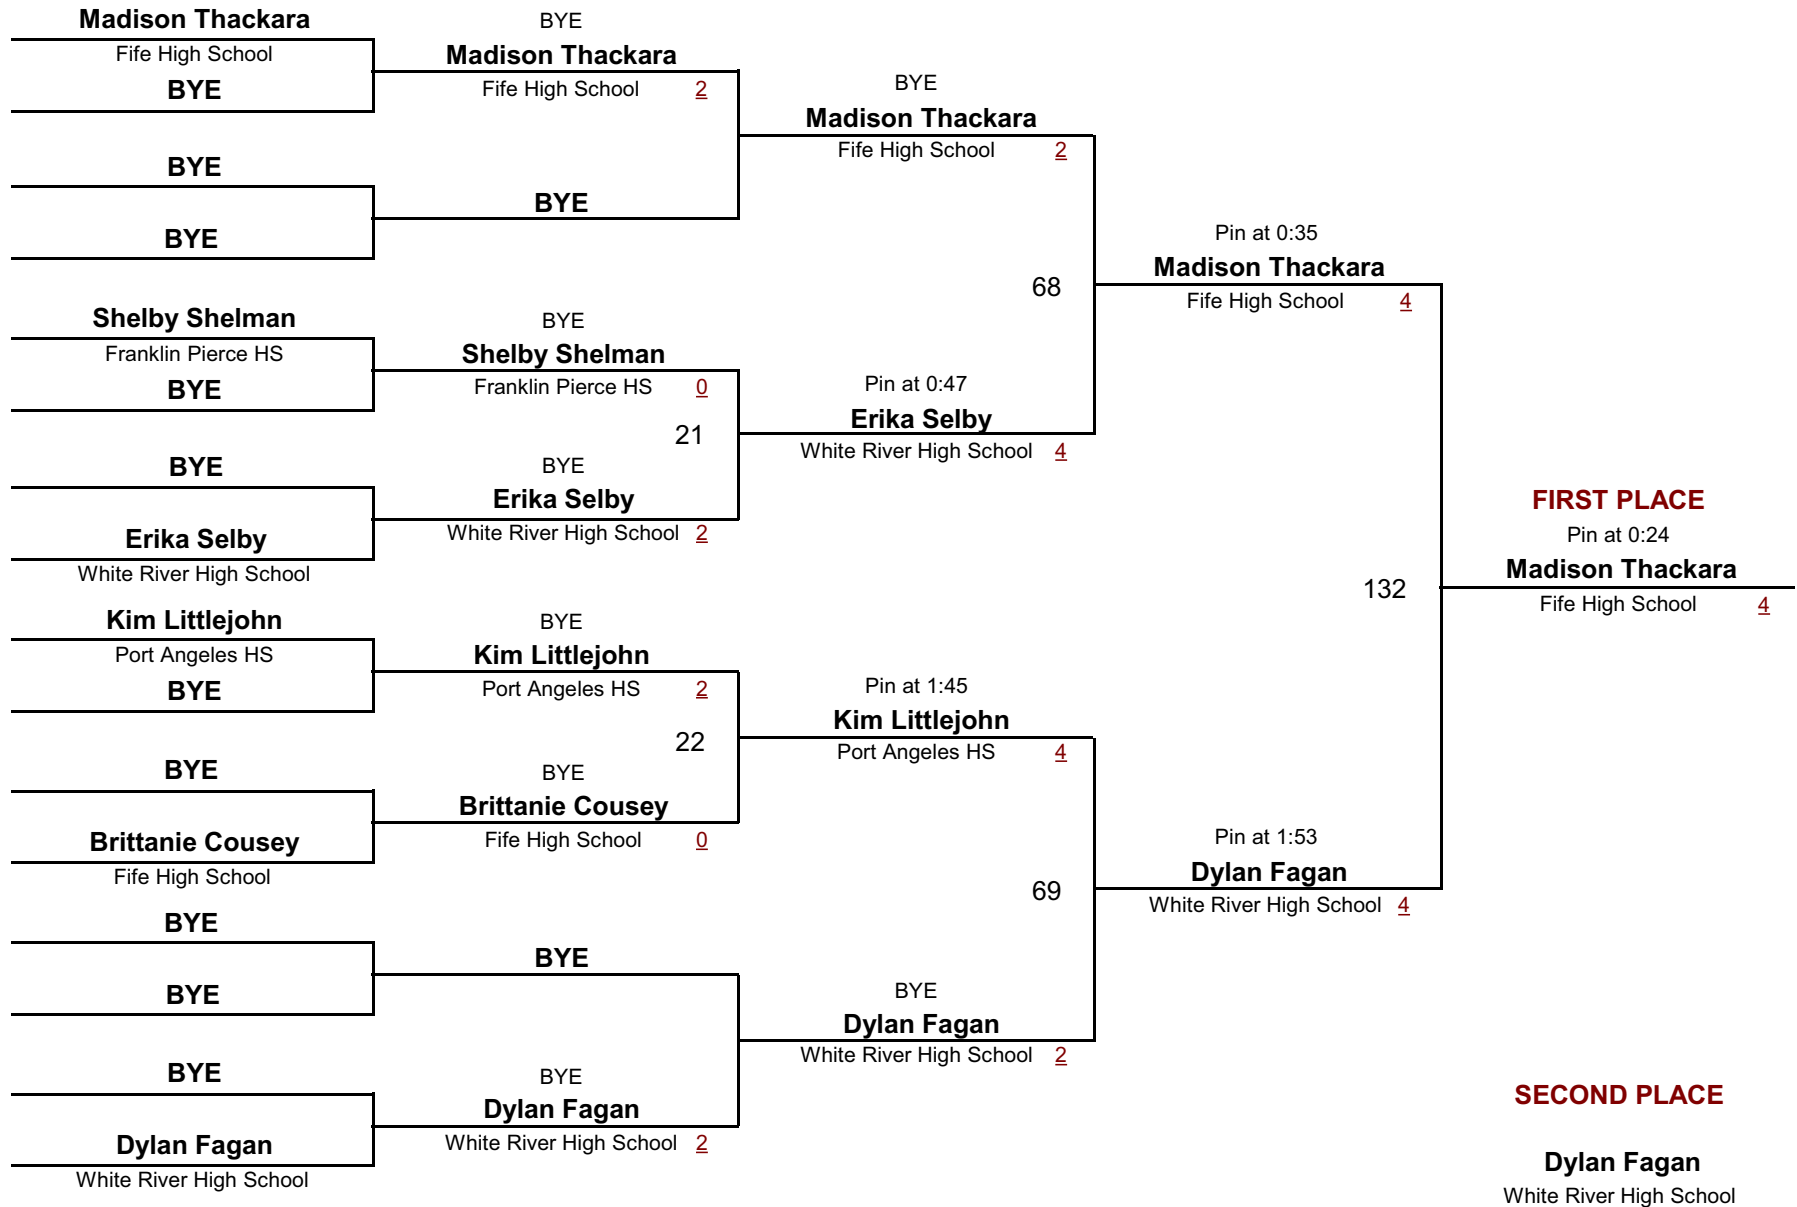 Madison Thackara
Fife High School
BYE
BYE
BYE
Shelby Shelman
Franklin Pierce HS
BYE
BYE
Erika Selby
White River High School
Kim Littlejohn
Port Angeles HS
BYE
BYE
Brittanie Cousey
Fife High School
BYE
BYE
BYE
Dylan Fagan
White River High School
BYE
Madison Thackara
Fife High School 2
BYE
BYE
Shelby Shelman
Franklin Pierce HS 0
21
BYE
Erika Selby
White River High School 2
BYE
Kim Littlejohn
Port Angeles HS 2
22
BYE
Brittanie Cousey
Fife High School 0
BYE
BYE
Dylan Fagan
White River High School 2
BYE
Madison Thackara
Fife High School 2
68
Pin at 0:47
Erika Selby
White River High School 4
Pin at 1:45
Kim Littlejohn
Port Angeles HS 4
69
BYE
Dylan Fagan
White River High School 2
Pin at 0:35
Madison Thackara
Fife High School 4
132
Pin at 1:53
Dylan Fagan
White River High School 4
FIRST PLACE
Pin at 0:24
Madison Thackara
Fife High School 4
SECOND PLACE
Dylan Fagan
White River High School